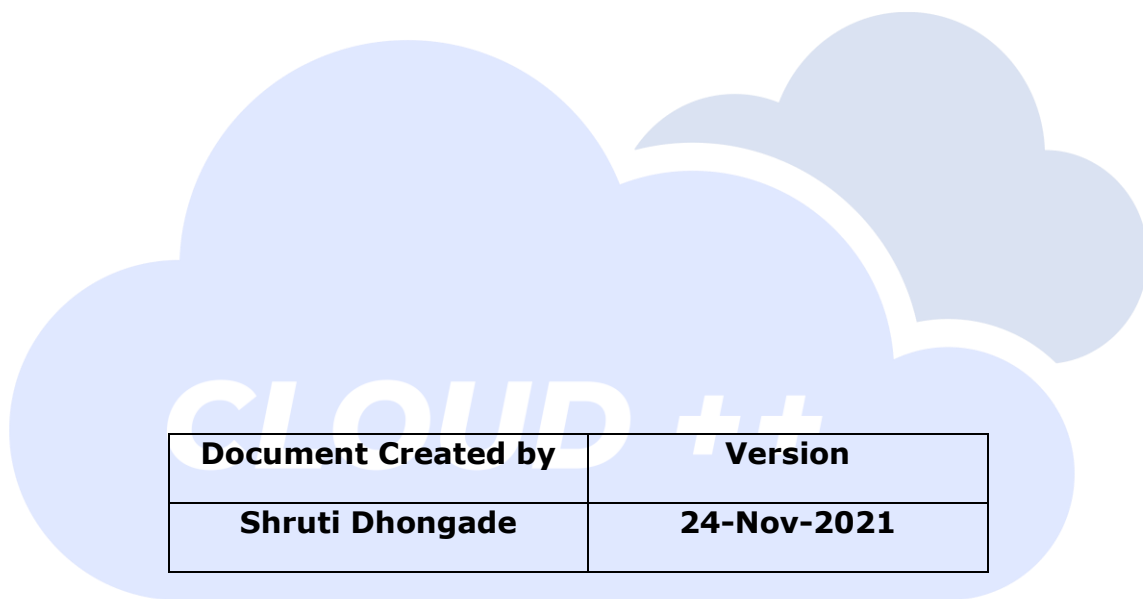 CLOUD ++
Document Created by Version
Shruti Dhongade 24-Nov-2021